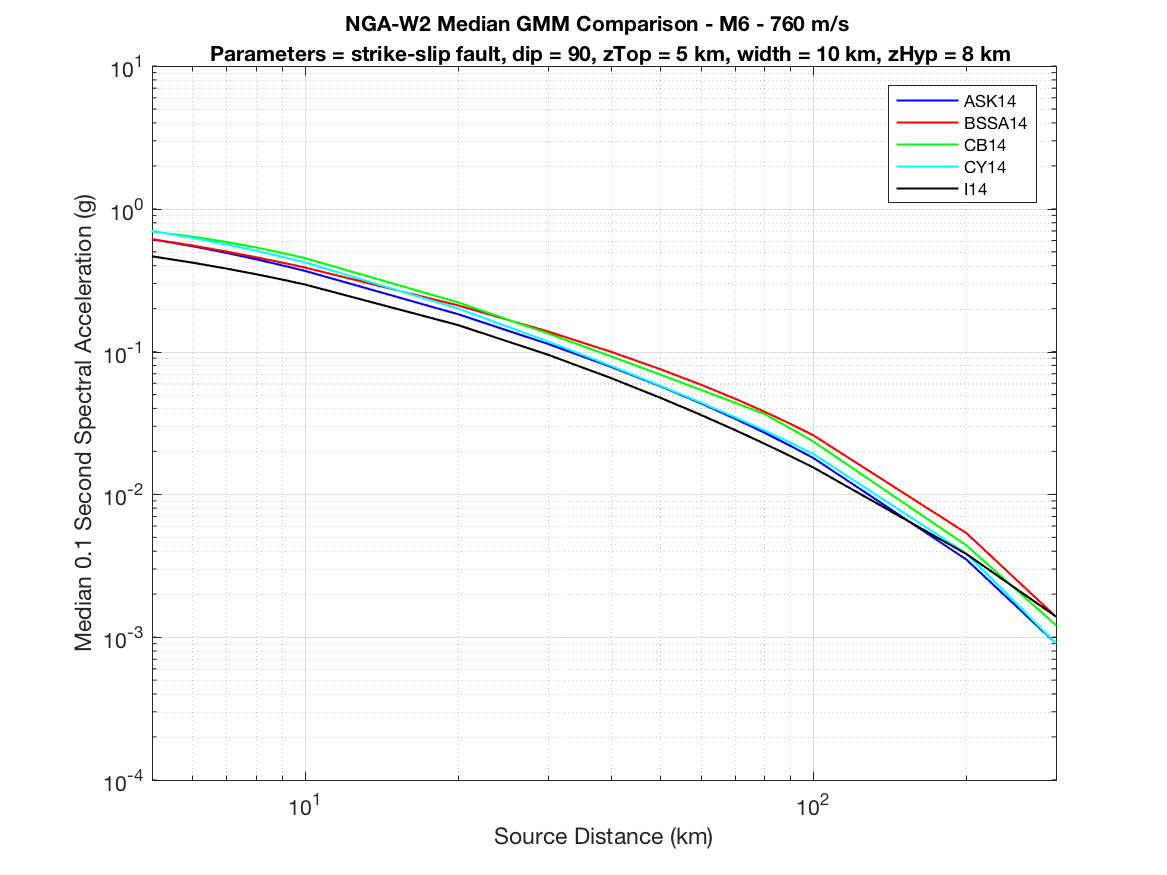 NGA-W2 Median GMM Comparison - M6 - 760 m/s
Parameters = strike-slip fault, dip = 90, zTop = 5 km, width = 10 km, zHyp = 8 km
10^1
10^0
10^-1
10^-2
10^-3
10^-4
Median 0.1 Second Spectral Acceleration (g)
ASK14
BSSA14
CB14
CY14
I14
10^1
10^2
Source Distance (km)